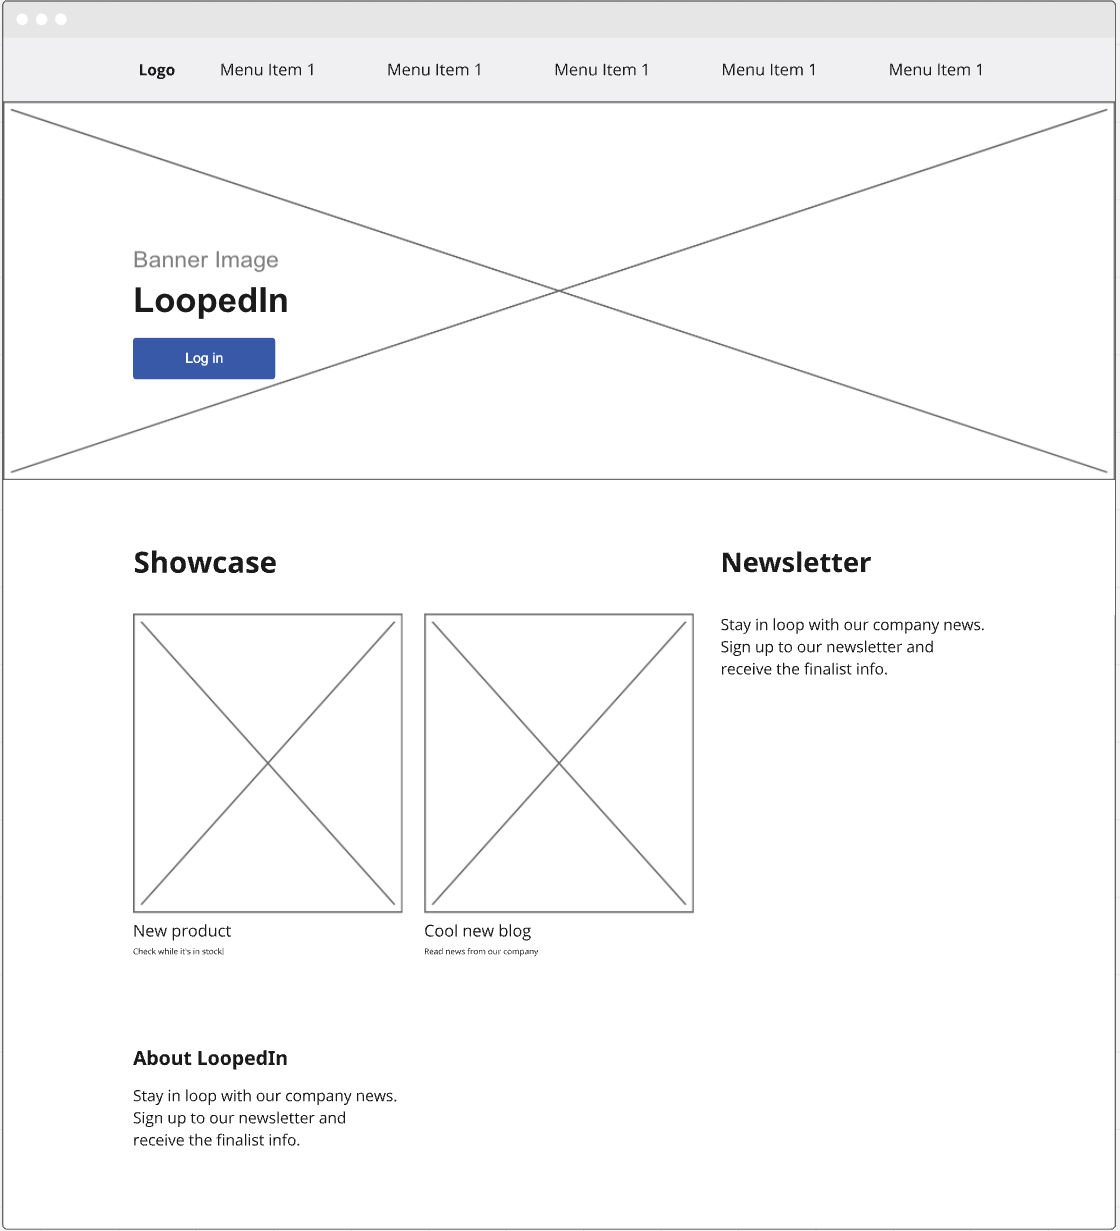 Logo Menu Item 1 Menu Item 1 Menu Item 1 Menu Item 1 Menu Item 1
Banner Image
LoopedIn
Log in
Showcase
New product
Check while it's in stock!
Cool new blog
Read news from our company
Newsletter
Stay in loop with our company news.
Sign up to our newsletter and
receive the finalist info.
About LoopedIn
Stay in loop with our company news.
Sign up to our newsletter and
receive the finalist info.